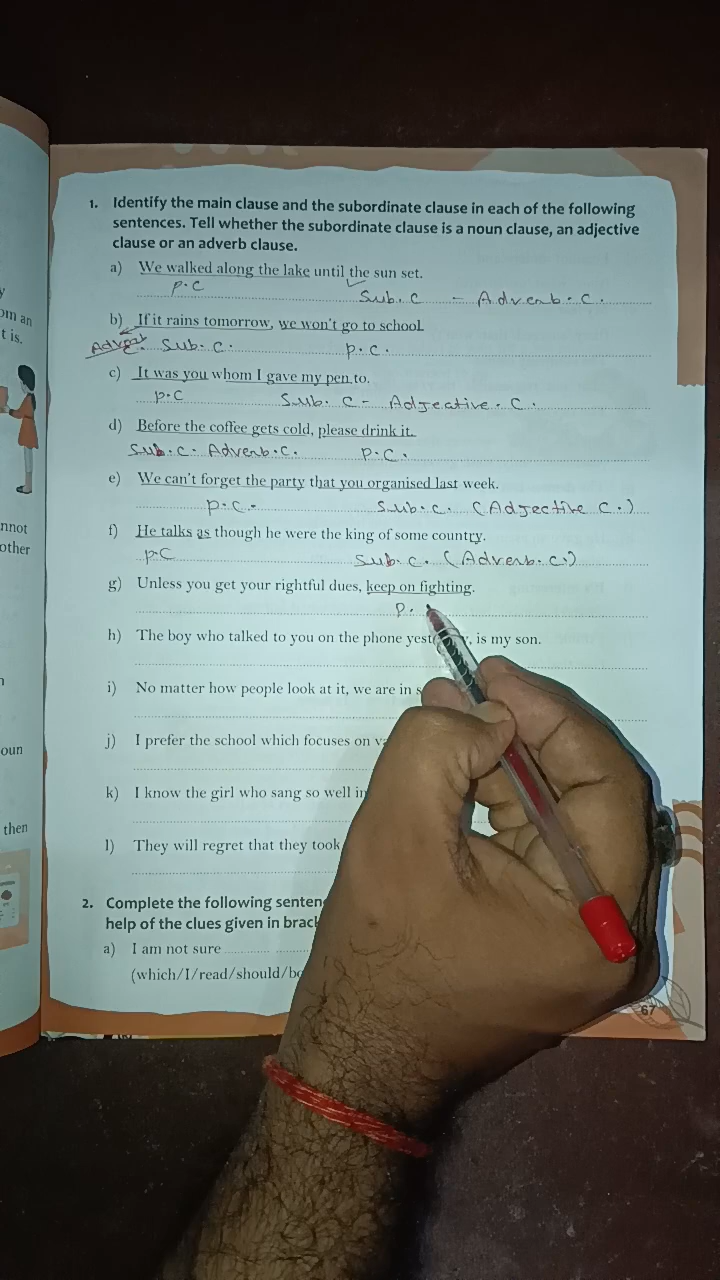 1. Identify the main clause and the subordinate clause in each of the following
sentences. Tell whether the subordinate clause is a noun clause, an adjective
clause or an adverb clause.
a) We walked along the lake until the sun set.
P.C Sub. C - Adverb. C.
b) If it rains tomorrow, we won't go to school.
Adver. Sub. C. P.C.
c) It was you whom I gave my pen to.
P.C Sub. C - Adjective. C.
d) Before the coffee gets cold, please drink it.
Sub. C. Adverb. C. P.C.
e) We can't forget the party that you organised last week.
P.C. Sub. C. (Adjective C.)
f) He talks as though he were the king of some country.
P.C Sub. C. (Adverb. C.)
g) Unless you get your rightful dues, keep on fighting.
P.
h) The boy who talked to you on the phone is my son.
i) No matter how people look at it, we are in
j) I prefer the school which focuses on
k) I know the girl who sang so well
l) They will regret that they took
2. Complete the following
help of the clues given in
a) I am not sure
(which/I/read/should/
67
om an
t is.
nnot
other
oun
then